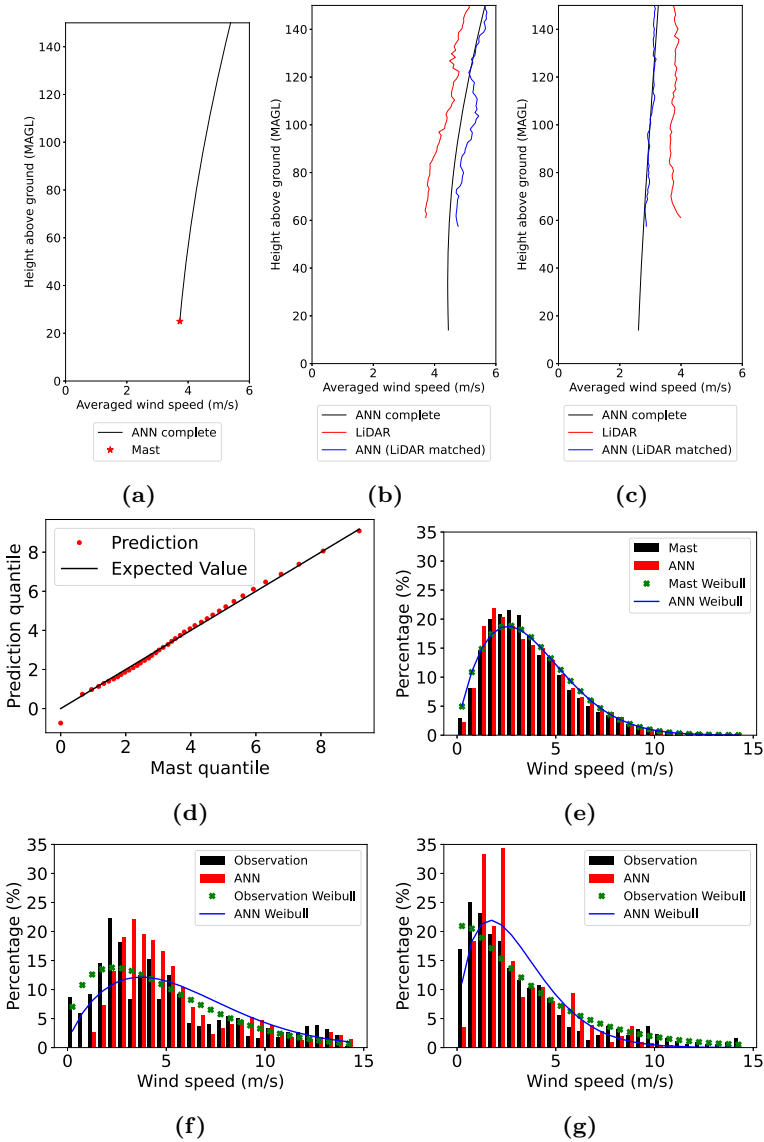 140
120
100
80
60
40
20
0
Height above ground (MAGL)
0 2 4 6
Averaged wind speed (m/s)
ANN complete
Mast
(a)
140
120
100
80
60
40
20
0
Height above ground (MAGL)
0 2 4 6
Averaged wind speed (m/s)
ANN complete
LiDAR
ANN (LiDAR matched)
(b)
140
120
100
80
60
40
20
0
Height above ground (MAGL)
0 2 4 6
Averaged wind speed (m/s)
ANN complete
LiDAR
ANN (LiDAR matched)
(c)
8
6
4
2
0
Prediction quantile
Prediction
Expected Value
0 2 4 6 8
Mast quantile
(d)
35
30
25
20
15
10
5
0
Percentage (%)
Mast
ANN
Mast Weibull
ANN Weibull
0 5 10 15
Wind speed (m/s)
(e)
35
30
25
20
15
10
5
0
Percentage (%)
Observation
ANN
Observation Weibull
ANN Weibull
0 5 10 15
Wind speed (m/s)
(f)
35
30
25
20
15
10
5
0
Percentage (%)
Observation
ANN
Observation Weibull
ANN Weibull
0 5 10 15
Wind speed (m/s)
(g)